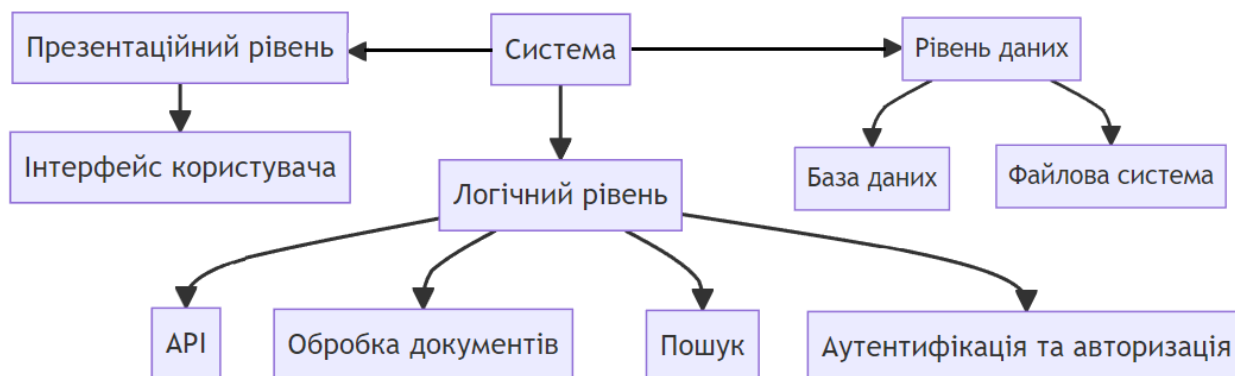 Презентаційний рівень
Система
Рівень даних
Інтерфейс користувача
База даних
Файлова система
Логічний рівень
API
Обробка документів
Пошук
Аутентифікація та авторизація